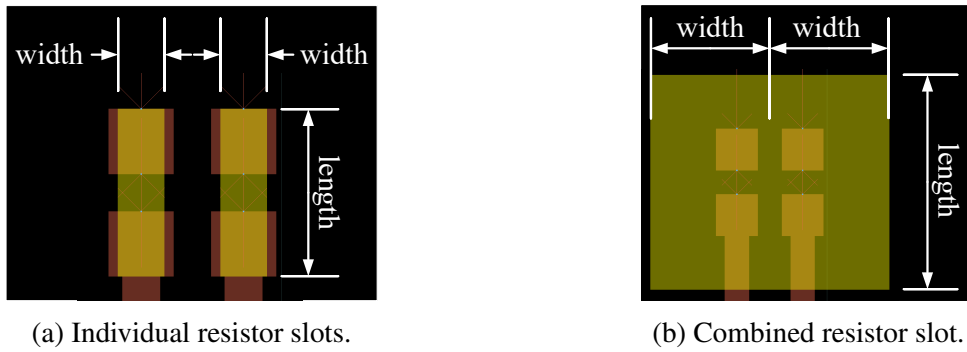 width
width
length
(a) Individual resistor slots.
width
width
length
(b) Combined resistor slot.